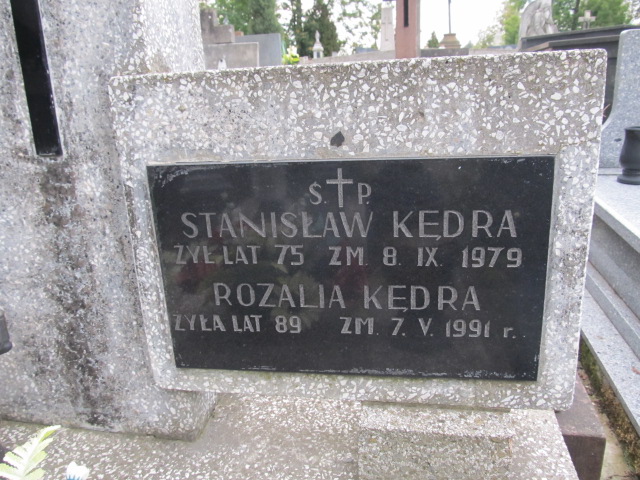 Ś. P.
STANISŁAW KĘDRA
ŻYŁ LAT 75 ZM. 8. IX. 1979
ROZALIA KĘDRA
ŻYŁA LAT 89 ZM. 7. V. 1991 r.